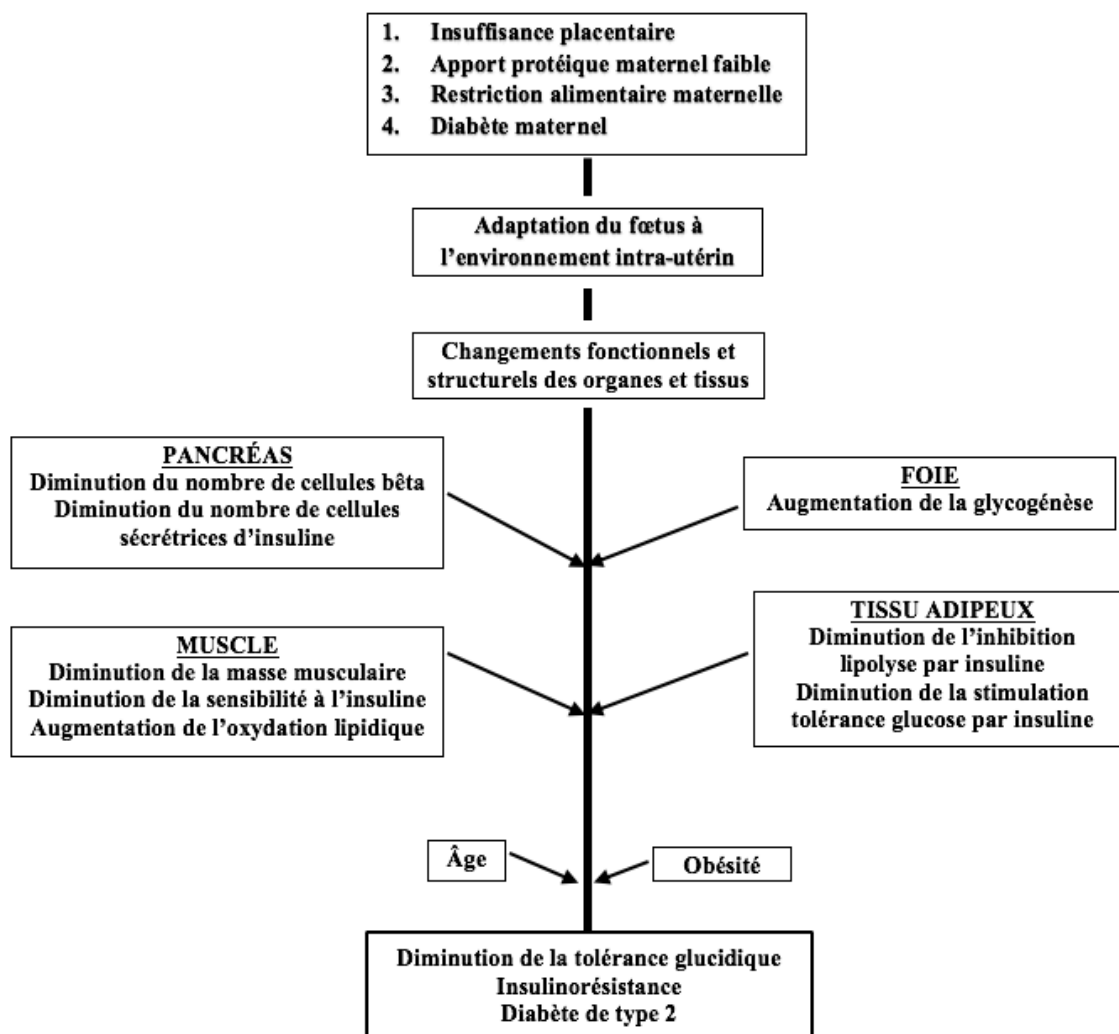 1. Insuffisance placentaire
2. Apport protéique maternel faible
3. Restriction alimentaire maternelle
4. Diabète maternel
Adaptation du fœtus à
l'environnement intra-utérin
Changements fonctionnels et
structurels des organes et tissus
PANCRÉAS
Diminution du nombre de cellules bêta
Diminution du nombre de cellules
sécrétrices d'insuline
FOIE
Augmentation de la glycogénèse
MUSCLE
Diminution de la masse musculaire
Diminution de la sensibilité à l'insuline
Augmentation de l'oxydation lipidique
TISSU ADIPEUX
Diminution de l'inhibition
lipolyse par insuline
Diminution de la stimulation
tolérance glucose par insuline
Âge
Obésité
Diminution de la tolérance glucidique
Insulinorésistance
Diabète de type 2